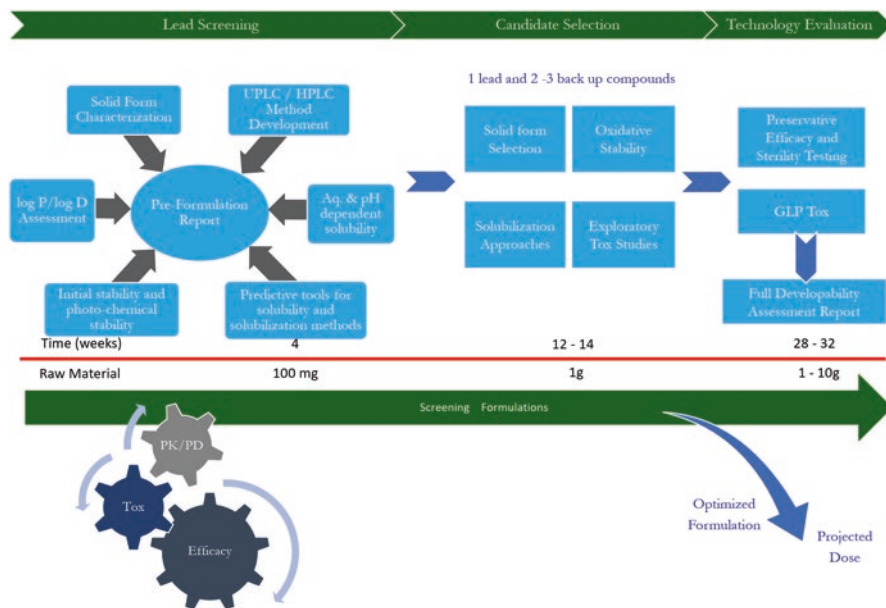 Lead Screening
Candidate Selection
Technology Evaluation
Solid Form
Characterization
UPLC / HPLC
Method
Development
log P/log D
Assessment
Pre-Formulation
Report
Aq. & pH
dependent
solubility
Initial stability and
photo-chemical
stability
Predictive tools for
solubility and
solubilization methods
1 lead and 2 -3 back up compounds
Solid form
Selection
Oxidative
Stability
Solubilization
Approaches
Exploratory
Tox Studies
Preservative
Efficacy and
Sterility Testing
GLP Tox
Full Developability
Assessment Report
Time (weeks)
4
12 - 14
28 - 32
Raw Material
100 mg
1g
1 - 10g
Screening Formulations
PK/PD
Tox
Efficacy
Optimized
Formulation
Projected
Dose